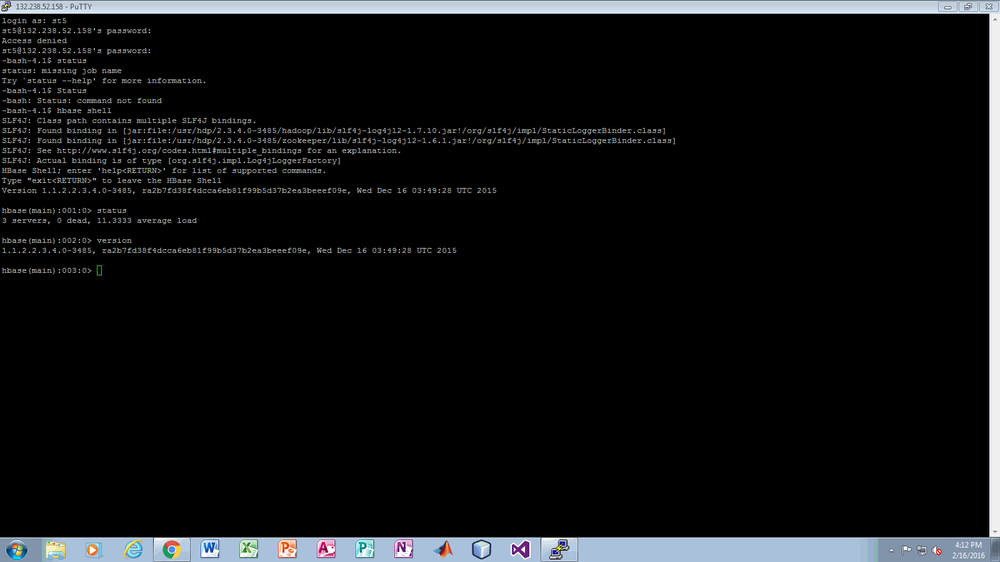 132.238.52.158 - PuTTY
login as: st5
st5@132.238.52.158's password:
Access denied
st5@132.238.52.158's password:
-bash-4.1$ status
status: missing job name
Try `status --help' for more information.
-bash-4.1$ Status
-bash: Status: command not found
-bash-4.1$ hbase shell
SLF4J: Class path contains multiple SLF4J bindings.
SLF4J: Found binding in [jar:file:/usr/hdp/2.3.4.0-3485/hadoop/lib/slf4j-log4j12-1.7.10.jar!/org/slf4j/impl/StaticLoggerBinder.class]
SLF4J: Found binding in [jar:file:/usr/hdp/2.3.4.0-3485/zookeeper/lib/slf4j-log4j12-1.6.1.jar!/org/slf4j/impl/StaticLoggerBinder.class]
SLF4J: See http://www.slf4j.org/codes.html#multiple_bindings for an explanation.
SLF4J: Actual binding is of type [org.slf4j.impl.Log4jLoggerFactory]
HBase Shell; enter 'help<RETURN>' for list of supported commands.
Type "exit<RETURN>" to leave the HBase Shell
Version 1.1.2.2.3.4.0-3485, ra2b7fd38f4dcca6eb81f99b5d37b2ea3beeef09e, Wed Dec 16 03:49:28 UTC 2015
hbase(main):001:0> status
3 servers, 0 dead, 11.3333 average load
hbase(main):002:0> version
1.1.2.2.3.4.0-3485, ra2b7fd38f4dcca6eb81f99b5d37b2ea3beeef09e, Wed Dec 16 03:49:28 UTC 2015
hbase(main):003:0>
4:12 PM
2/16/2016